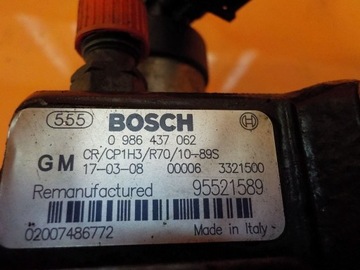 555 BOSCH
0 986 437 062
GM CR/CP1H3/R70/10-89S
17-03-08 00006 3321500
Remanufactured 95521589
02007486772 Made in Italy